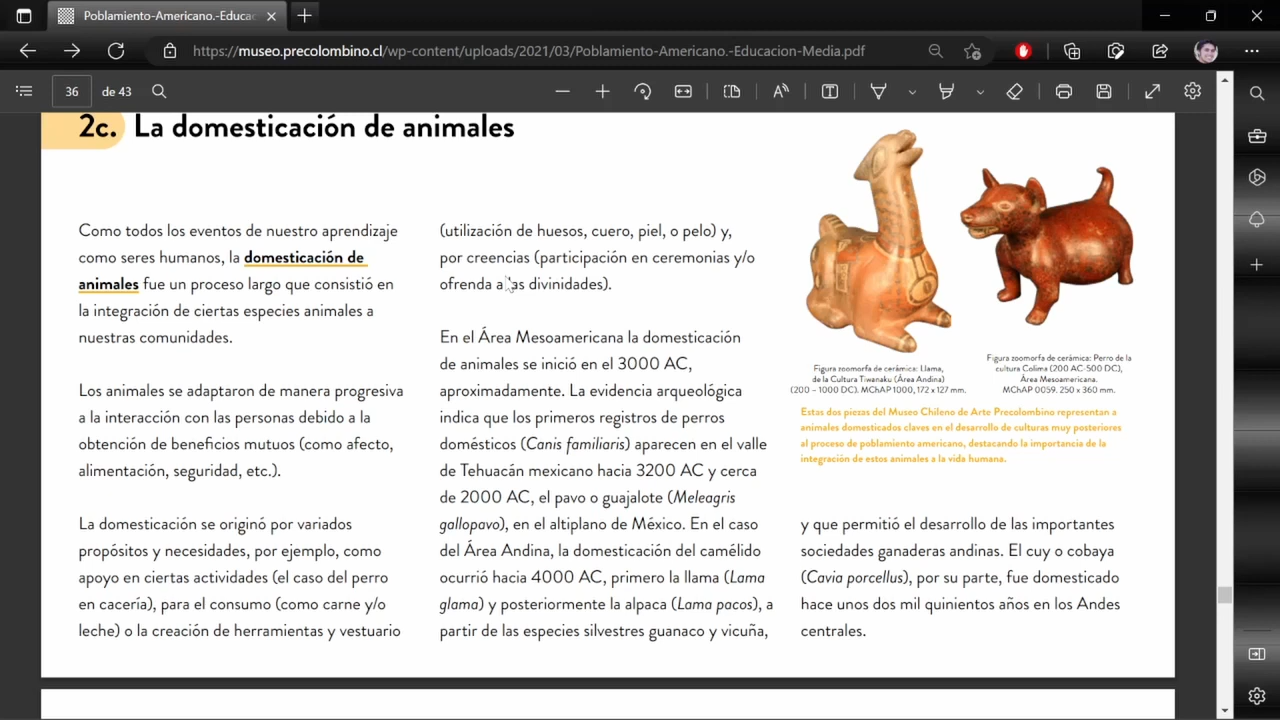 Poblamiento-Americano.-Educac
https://museo.precolombino.cl/wp-content/uploads/2021/03/Poblamiento-Americano.-Educacion-Media.pdf
36
de 43
2c. La domesticación de animales
Como todos los eventos de nuestro aprendizaje
como seres humanos, la domesticación de
animales fue un proceso largo que consistió en
la integración de ciertas especies animales a
nuestras comunidades.
Los animales se adaptaron de manera progresiva
a la interacción con las personas debido a la
obtención de beneficios mutuos (como afecto,
alimentación, seguridad, etc.).
La domesticación se originó por variados
propósitos y necesidades, por ejemplo, como
apoyo en ciertas actividades (el caso del perro
en cacería), para el consumo (como carne y/o
leche) o la creación de herramientas y vestuario
(utilización de huesos, cuero, piel, o pelo) y,
por creencias (participación en ceremonias y/o
ofrenda a las divinidades).
En el Área Mesoamericana la domesticación
de animales se inició en el 3000 AC,
aproximadamente. La evidencia arqueológica
indica que los primeros registros de perros
domésticos (Canis familiaris) aparecen en el valle
de Tehuacán mexicano hacia 3200 AC y cerca
de 2000 AC, el pavo o guajalote (Meleagris
gallopavo), en el altiplano de México. En el caso
del Área Andina, la domesticación del camélido
ocurrió hacia 4000 AC, primero la llama (Lama
glama) y posteriormente la alpaca (Lama pacos), a
partir de las especies silvestres guanaco y vicuña,
Figura zoomorfa de cerámica: Llama,
de la Cultura Tiwanaku (Área Andina)
(200 – 1000 DC). MChAP 1000, 172 x 127 mm.
Figura zoomorfa de cerámica: Perro de la
cultura Colima (200 AC-500 DC),
Área Mesoamericana.
MChAP 0059. 250 x 360 mm.
Estas dos piezas del Museo Chileno de Arte Precolombino representan a
animales domesticados claves en el desarrollo de culturas muy posteriores
al proceso de poblamiento americano, destacando la importancia de la
integración de estos animales a la vida humana.
y que permitió el desarrollo de las importantes
sociedades ganaderas andinas. El cuy o cobaya
(Cavia porcellus), por su parte, fue domesticado
hace unos dos mil quinientos años en los Andes
centrales.